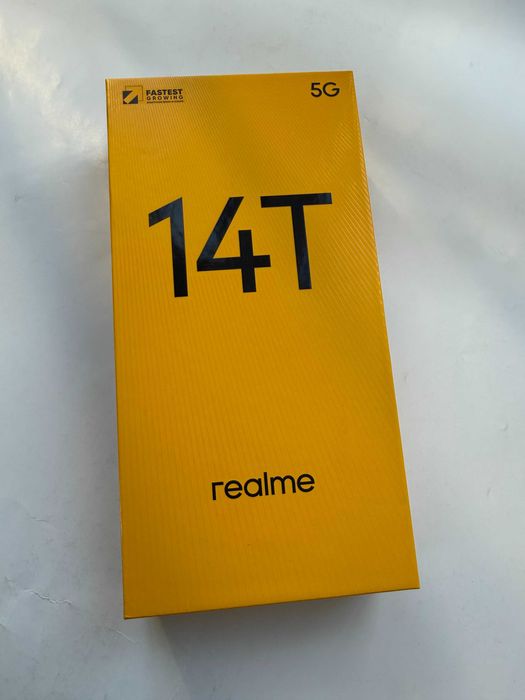 FASTEST
GROWING
5G
14T
realme